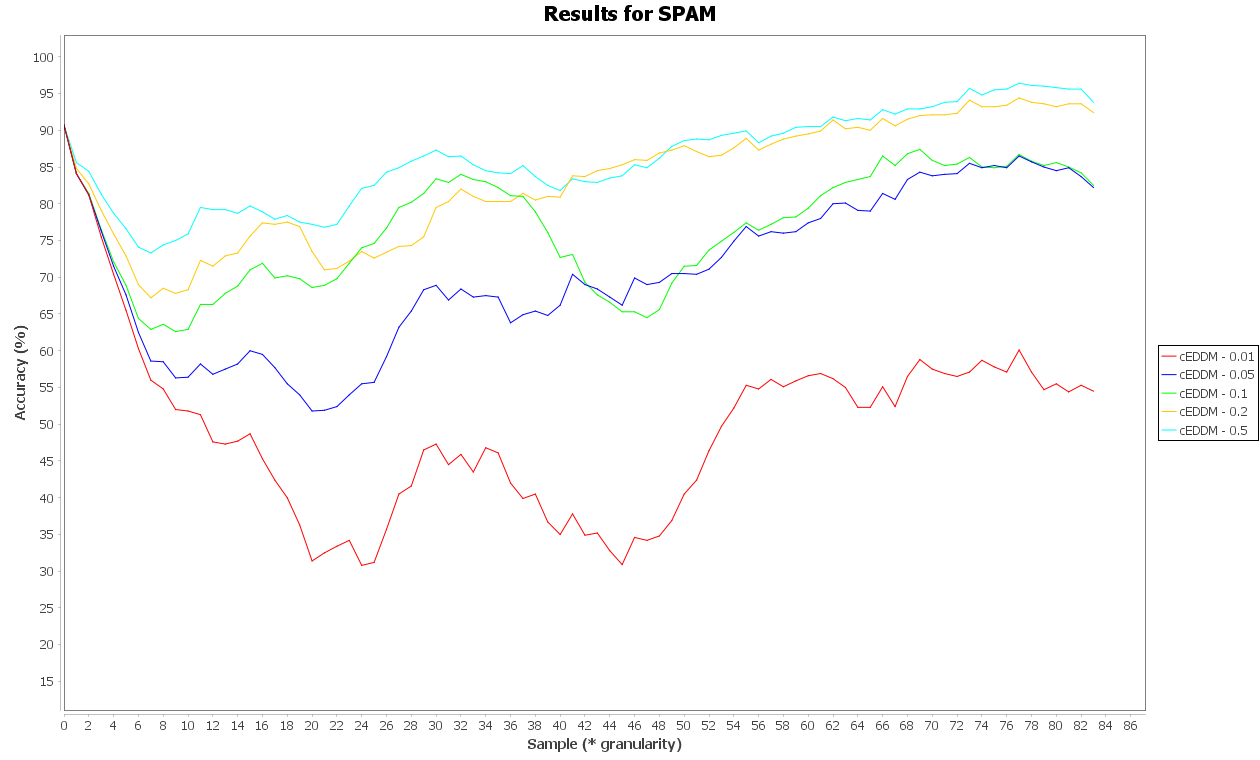 Results for SPAM
100
95
90
85
80
75
70
65
60
55
50
45
40
35
30
25
20
15
Accuracy (%)
0 2 4 6 8 10 12 14 16 18 20 22 24 26 28 30 32 34 36 38 40 42 44 46 48 50 52 54 56 58 60 62 64 66 68 70 72 74 76 78 80 82 84 86
Sample (* granularity)
cEDDM - 0.01
cEDDM - 0.05
cEDDM - 0.1
cEDDM - 0.2
cEDDM - 0.5